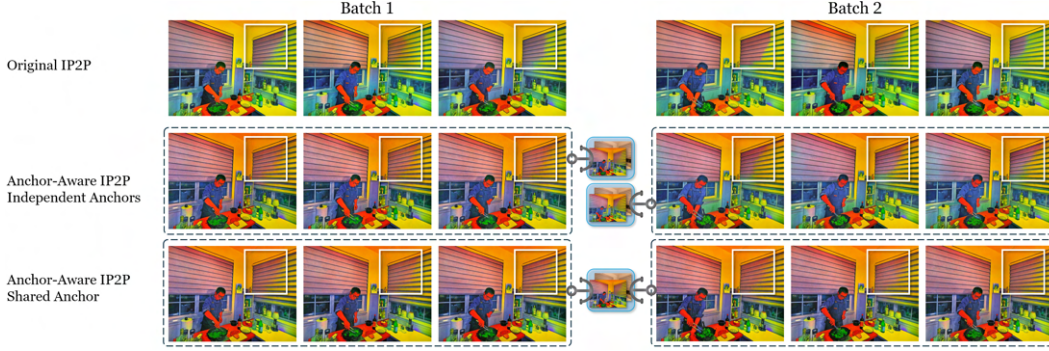 Batch 1
Batch 2
Original IP2P
Anchor-Aware IP2P
Independent Anchors
Anchor-Aware IP2P
Shared Anchor